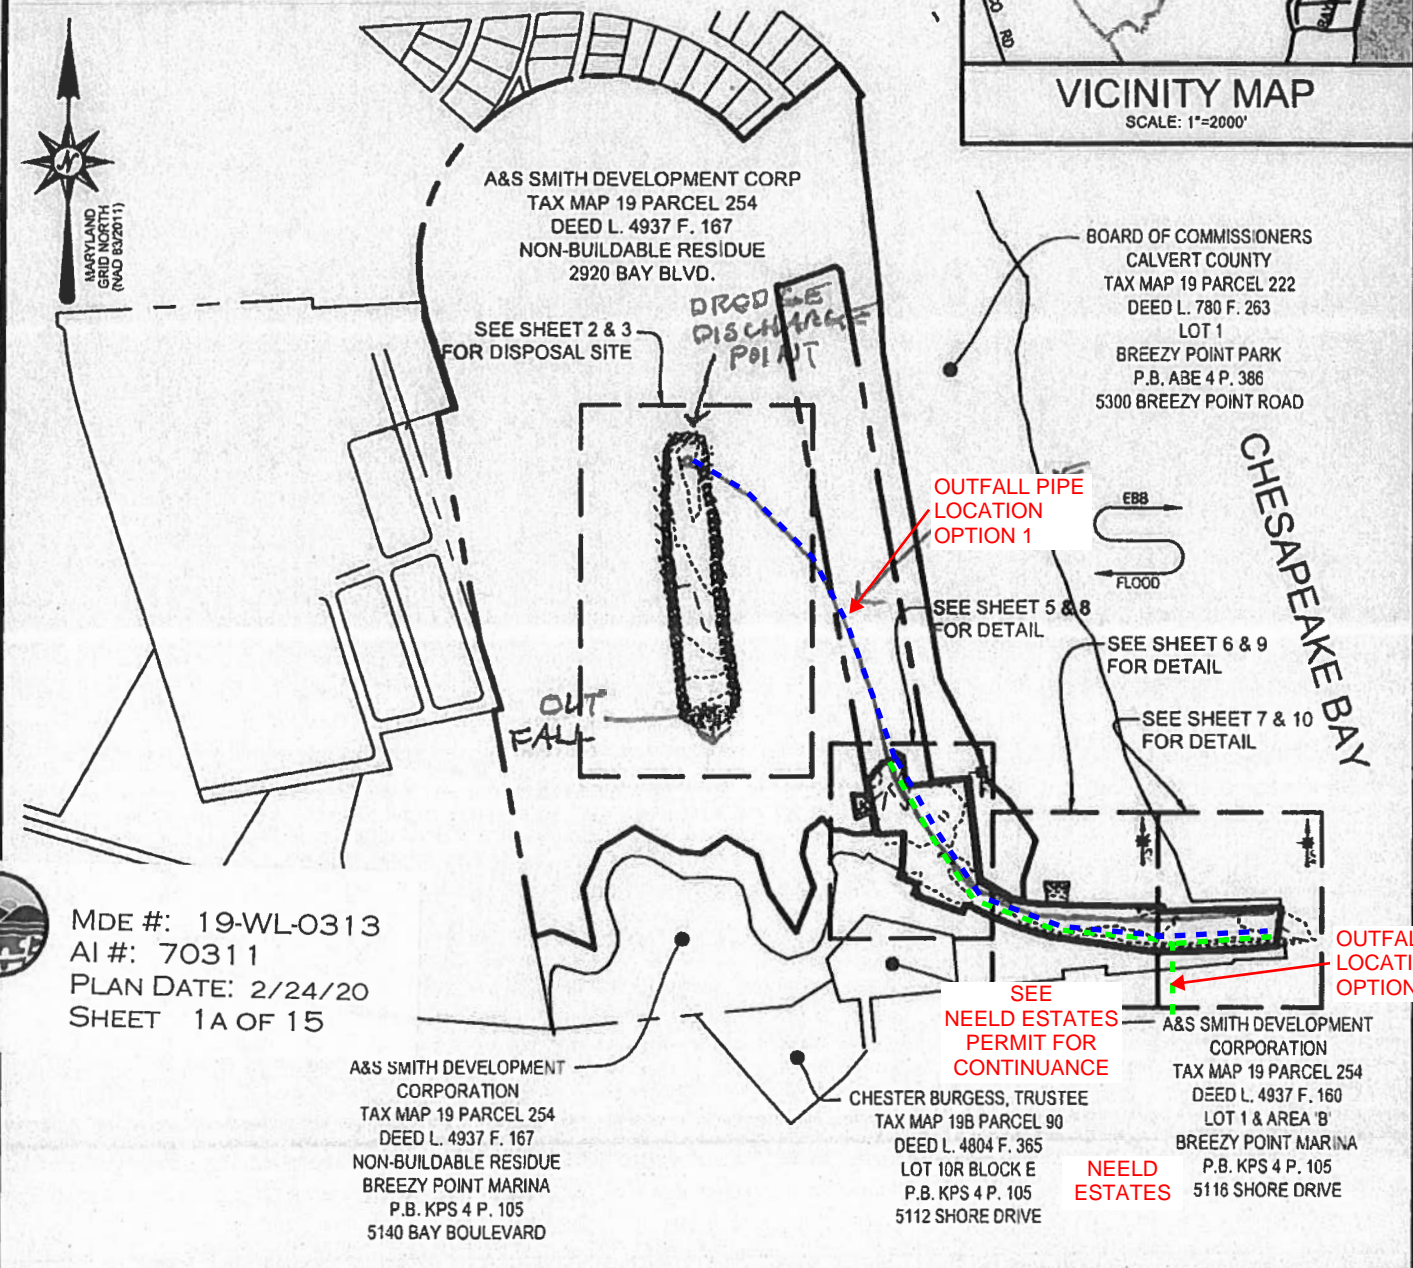 CO RD
BAY
VICINITY MAP
SCALE: 1"=2000'
N
MARYLAND
GRID NORTH
(NAD 83/2011)
A&S SMITH DEVELOPMENT CORP
TAX MAP 19 PARCEL 254
DEED L. 4937 F. 167
NON-BUILDABLE RESIDUE
2920 BAY BLVD.
BOARD OF COMMISSIONERS
CALVERT COUNTY
TAX MAP 19 PARCEL 222
DEED L. 780 F. 263
LOT 1
BREEZY POINT PARK
P.B. ABE 4 P. 386
5300 BREEZY POINT ROAD
DREDGE
DISCHARGE
POINT
SEE SHEET 2 & 3
FOR DISPOSAL SITE
CHESAPEAKE BAY
OUTFALL PIPE
LOCATION
OPTION 1
EBB
FLOOD
SEE SHEET 5 & 8
FOR DETAIL
SEE SHEET 6 & 9
FOR DETAIL
SEE SHEET 7 & 10
FOR DETAIL
OUT
FALL
MDE #: 19-WL-0313
AI #: 70311
PLAN DATE: 2/24/20
SHEET 1A OF 15
OUTFAL
LOCATI
OPTION
SEE
NEELD ESTATES
PERMIT FOR
CONTINUANCE
A&S SMITH DEVELOPMENT
CORPORATION
TAX MAP 19 PARCEL 254
DEED L. 4937 F. 160
LOT 1 & AREA 'B'
BREEZY POINT MARINA
P.B. KPS 4 P. 105
5116 SHORE DRIVE
A&S SMITH DEVELOPMENT
CORPORATION
TAX MAP 19 PARCEL 254
DEED L. 4937 F. 167
NON-BUILDABLE RESIDUE
BREEZY POINT MARINA
P.B. KPS 4 P. 105
5140 BAY BOULEVARD
CHESTER BURGESS, TRUSTEE
TAX MAP 19B PARCEL 90
DEED L. 4804 F. 365
LOT 10R BLOCK E
P.B. KPS 4 P. 105
5112 SHORE DRIVE
NEELD
ESTATES